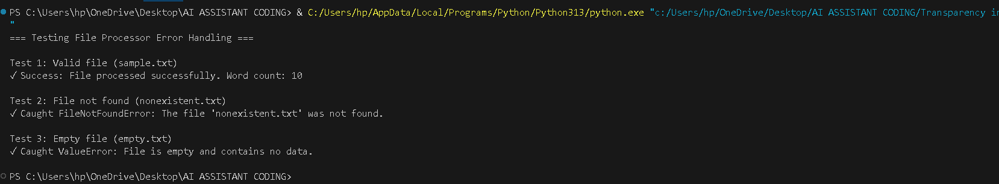 PS C:\Users\hp\OneDrive\Desktop\AI ASSISTANT CODING> & C:/Users/hp/AppData/Local/Programs/Python/Python313/python.exe "c:/Users/hp/OneDrive/Desktop/AI ASSISTANT CODING/Transparency in
"
=== Testing File Processor Error Handling ===
Test 1: Valid file (sample.txt)
✓ Success: File processed successfully. Word count: 10
Test 2: File not found (nonexistent.txt)
✓ Caught FileNotFoundError: The file 'nonexistent.txt' was not found.
Test 3: Empty file (empty.txt)
✓ Caught ValueError: File is empty and contains no data.
PS C:\Users\hp\OneDrive\Desktop\AI ASSISTANT CODING>